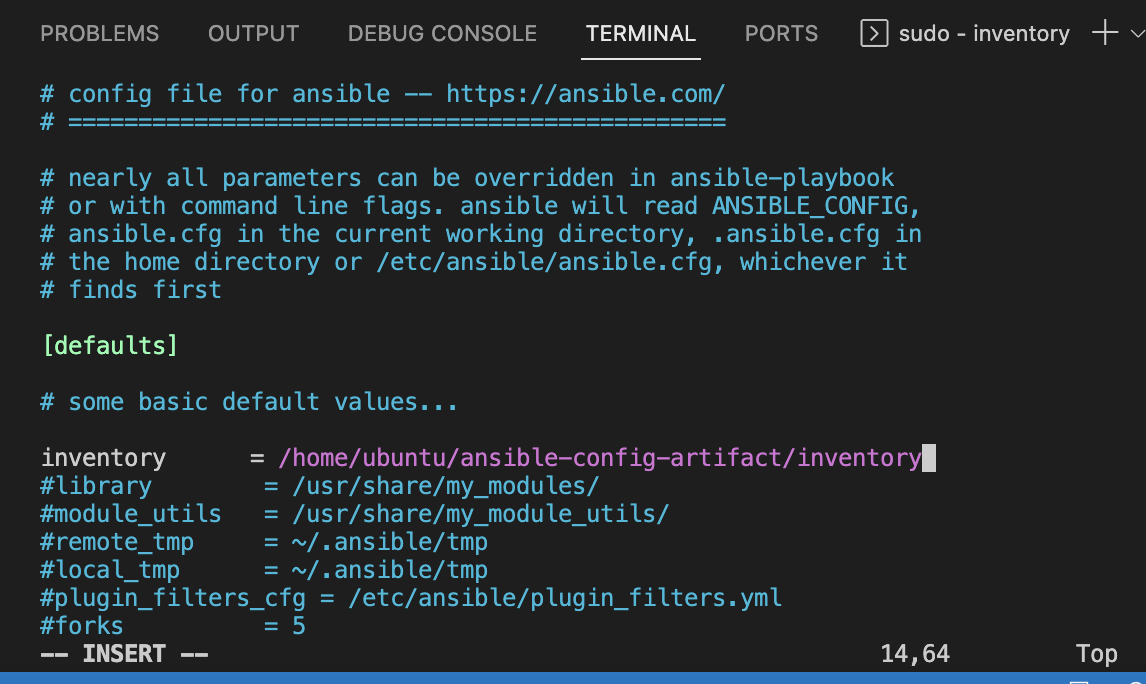 PROBLEMS OUTPUT DEBUG CONSOLE TERMINAL PORTS sudo - inventory
# config file for ansible -- https://ansible.com/
# ===============================================
# nearly all parameters can be overridden in ansible-playbook
# or with command line flags. ansible will read ANSIBLE_CONFIG,
# ansible.cfg in the current working directory, .ansible.cfg in
# the home directory or /etc/ansible/ansible.cfg, whichever it
# finds first
[defaults]
# some basic default values...
inventory      = /home/ubuntu/ansible-config-artifact/inventory
#library        = /usr/share/my_modules/
#module_utils   = /usr/share/my_module_utils/
#remote_tmp     = ~/.ansible/tmp
#local_tmp      = ~/.ansible/tmp
#plugin_filters_cfg = /etc/ansible/plugin_filters.yml
#forks          = 5
-- INSERT -- 14,64 Top